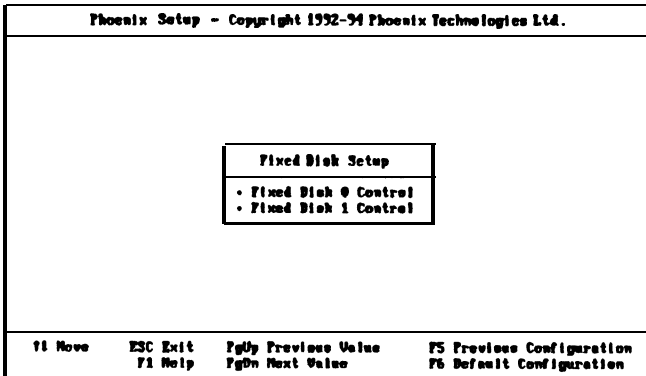 Phoenix Setup - Copyright 1992-94 Phoenix Technologies Ltd.
Fixed Disk Setup
• Fixed Disk 0 Control
• Fixed Disk 1 Control
↑↓ Move ESC Exit PgUp Previous Value F5 Previous Configuration
F1 Help PgDn Next Value F6 Default Configuration